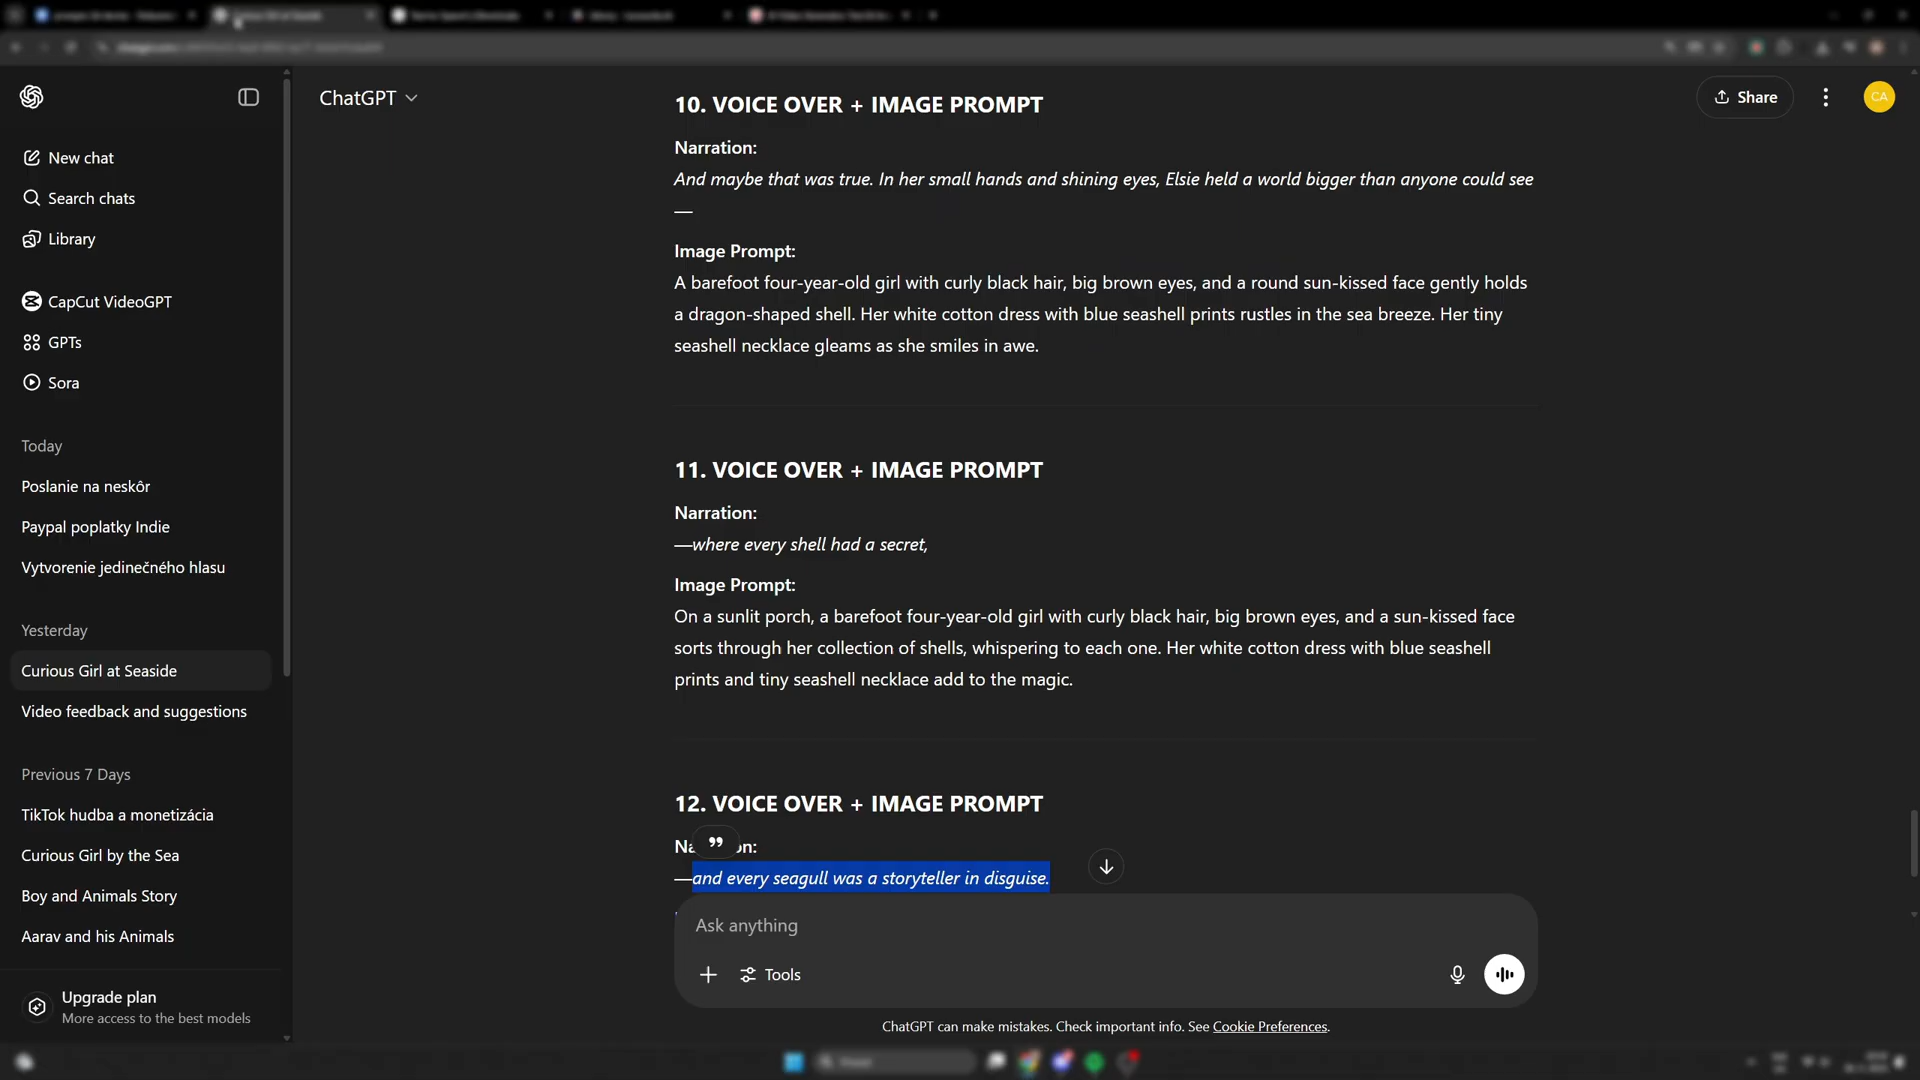 ChatGPT
Share
CA
New chat
Search chats
Library
CapCut VideoGPT
GPTs
Sora
Today
Poslanie na neskôr
Paypal poplatky Indie
Vytvorenie jedinečného hlasu
Yesterday
Curious Girl at Seaside
Video feedback and suggestions
Previous 7 Days
TikTok hudba a monetizácia
Curious Girl by the Sea
Boy and Animals Story
Aarav and his Animals
Upgrade plan
More access to the best models
10. VOICE OVER + IMAGE PROMPT
Narration:
And maybe that was true. In her small hands and shining eyes, Elsie held a world bigger than anyone could see
—
Image Prompt:
A barefoot four-year-old girl with curly black hair, big brown eyes, and a round sun-kissed face gently holds
a dragon-shaped shell. Her white cotton dress with blue seashell prints rustles in the sea breeze. Her tiny
seashell necklace gleams as she smiles in awe.
11. VOICE OVER + IMAGE PROMPT
Narration:
—where every shell had a secret,
Image Prompt:
On a sunlit porch, a barefoot four-year-old girl with curly black hair, big brown eyes, and a sun-kissed face
sorts through her collection of shells, whispering to each one. Her white cotton dress with blue seashell
prints and tiny seashell necklace add to the magic.
12. VOICE OVER + IMAGE PROMPT
—and every seagull was a storyteller in disguise.
Ask anything
Tools
ChatGPT can make mistakes. Check important info. See Cookie Preferences.